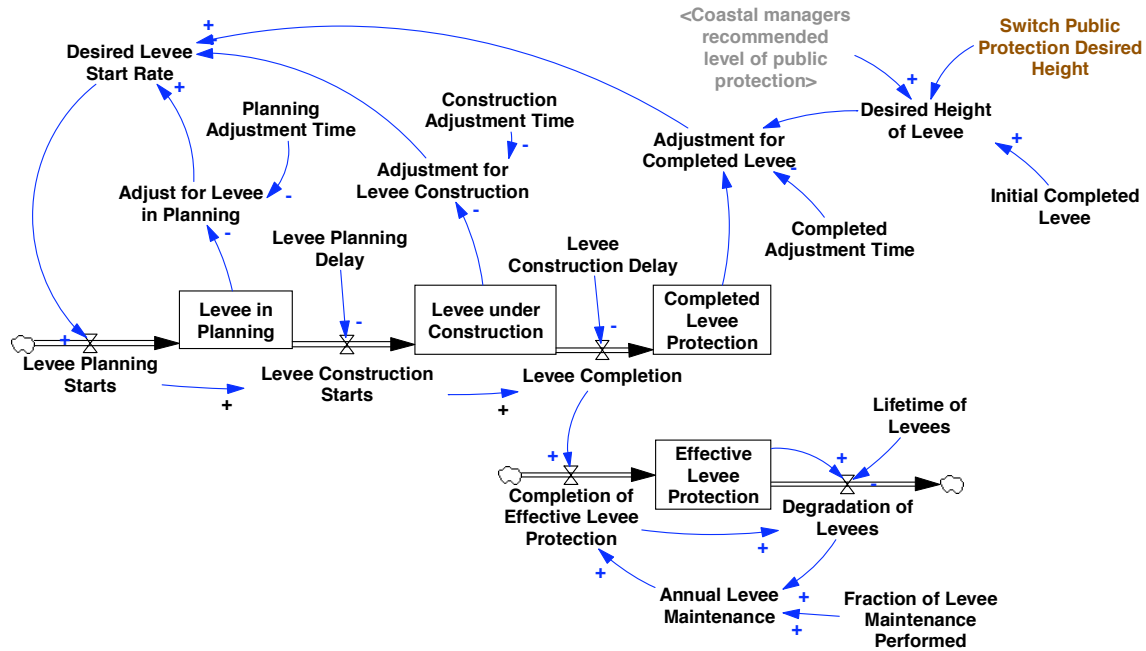 <Coastal managers
recommended
level of public
protection>
Switch Public
Protection Desired
Height
+
Desired Levee
Start Rate
+
+
Planning
Adjustment Time
Construction
Adjustment Time
Desired Height
of Levee
Adjustment for
Completed Levee
+
-
-
Adjust for Levee
in Planning
-
Adjustment for
Levee Construction
Initial Completed
Levee
-
-
Completed
Adjustment Time
Levee Planning
Delay
Levee
Construction Delay
Levee in
Planning
Levee under
Construction
Completed
Levee
Protection
-
-
+
Levee Planning
Starts
Levee Construction
Starts
Levee Completion
+
+
Lifetime of
Levees
+
Effective
Levee
Protection
+
-
Completion of
Effective Levee
Protection
Degradation of
Levees
+
+
Annual Levee
Maintenance
+
+
Fraction of Levee
Maintenance
Performed